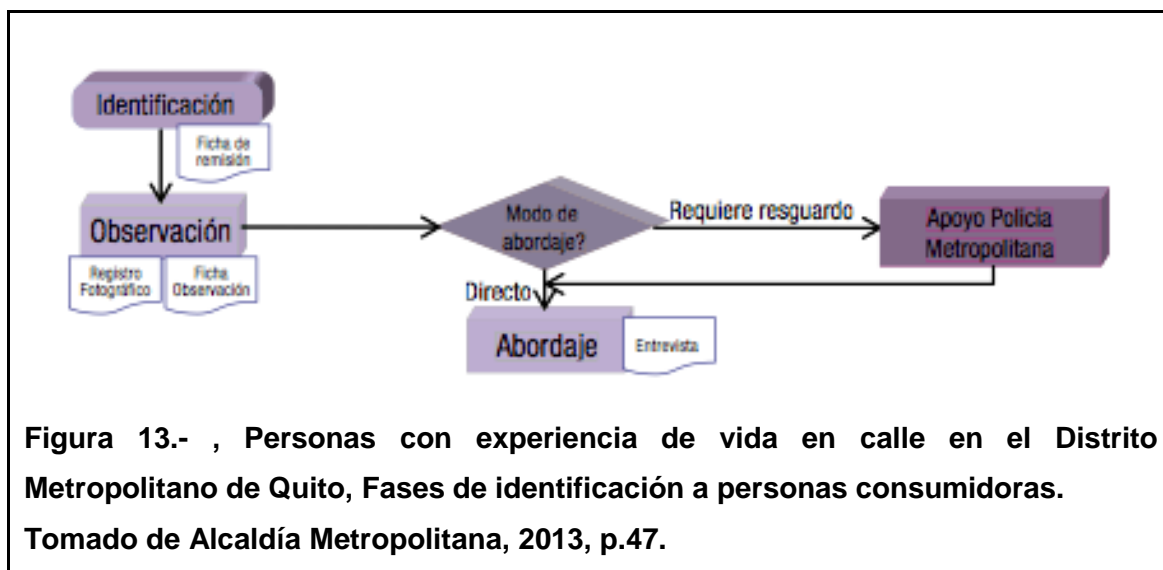 Identificación
Ficha de
remisión
Observación
Registro
Fotográfico
Ficha
Observación
Modo de
abordaje?
Requiere resguardo
Apoyo Policia
Metropolitana
Directo
Abordaje
Entrevista
Figura 13.- , Personas con experiencia de vida en calle en el Distrito
Metropolitano de Quito, Fases de identificación a personas consumidoras.
Tomado de Alcaldía Metropolitana, 2013, p.47.